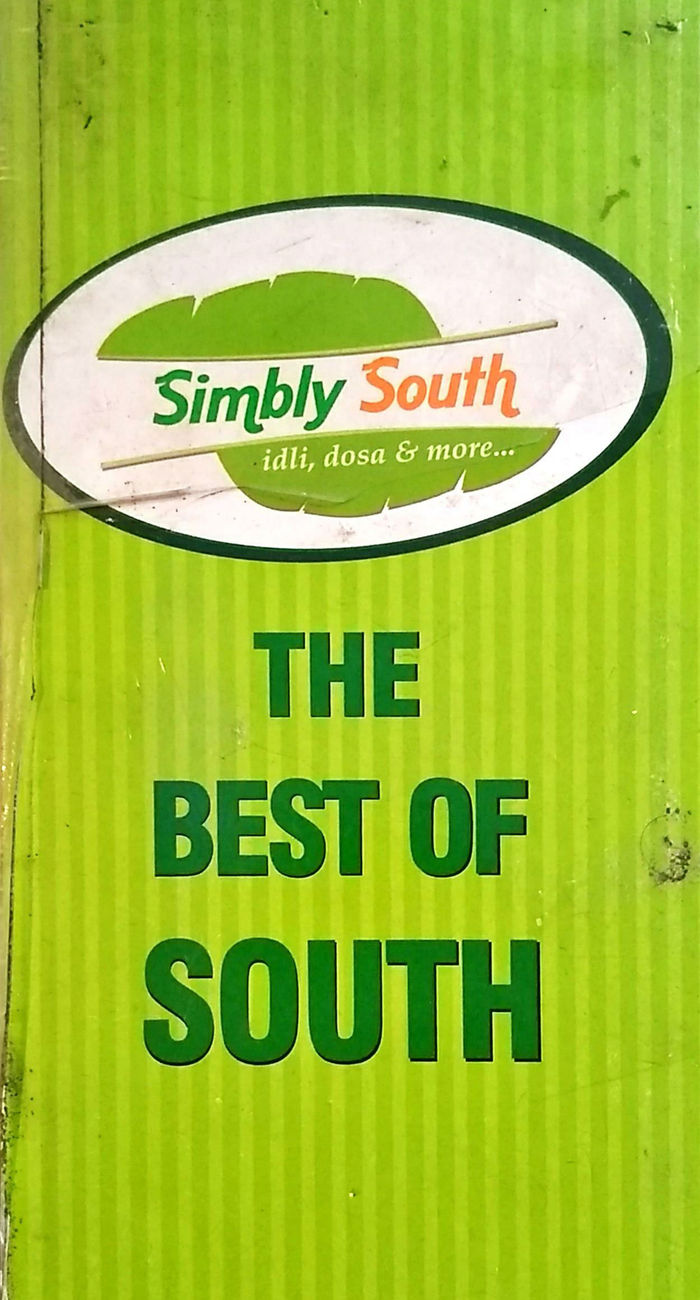 Simbly South
idli, dosa & more...
THE
BEST OF
SOUTH